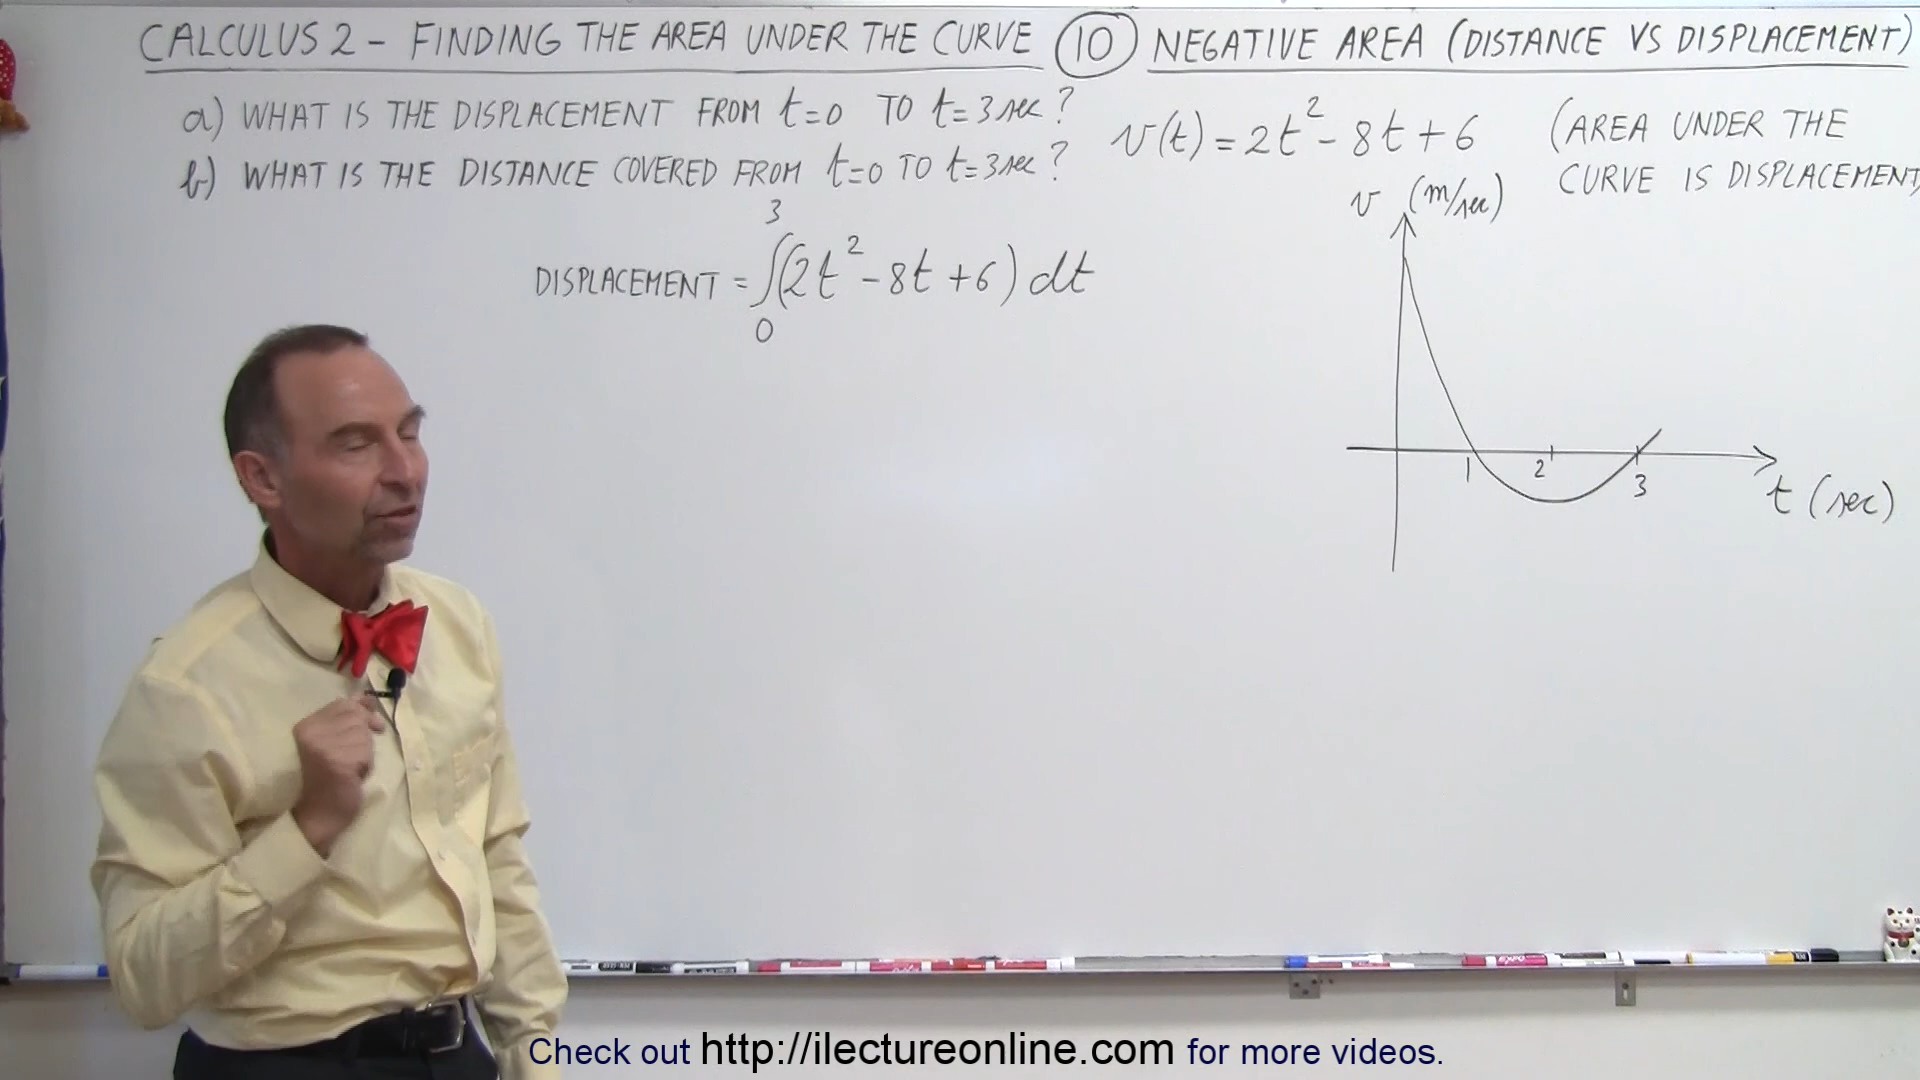 CALCULUS 2 - FINDING THE AREA UNDER THE CURVE (10) NEGATIVE AREA (DISTANCE VS DISPLACEMENT)
a) WHAT IS THE DISPLACEMENT FROM t=0 TO t=3 sec?
b) WHAT IS THE DISTANCE COVERED FROM t=0 TO t=3 sec?
v(t) = 2t² - 8t + 6
(AREA UNDER THE
CURVE IS DISPLACEMENT)
DISPLACEMENT = ∫₀³ (2t² - 8t + 6) dt
v (m/sec)
1 2 3
t (sec)
EXPO
Check out http://ilectureonline.com for more videos.